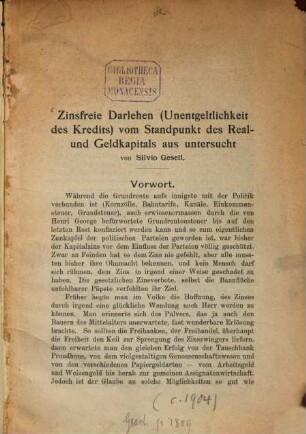 BIBLIOTHECA
REGIA
MONACENSIS
Zinsfreie Darlehen (Unentgeltlichkeit
des Kredits) vom Standpunkt des Real-
und Geldkapitals aus untersucht
von Silvio Gesell.
Vorwort.
Während die Grundrente aufs innigste mit der Politik
verbunden ist (Kornzölle, Bahntarife, Kanäle, Einkommen-
steuer, Grundsteuer), auch erwiesenermassen durch die von
Henri George befürwortete Grundrentensteuer bis auf den
letzten Rest konfisziert werden kann und so zum eigentlichen
Zankapfel der politischen Parteien geworden ist, war bisher
der Kapitalzins vor dem Einfluss der Parteien völlig geschützt.
Zwar an Feinden hat es dem Zins nie gefehlt, aber alle mussten
immer ihre Ohnmacht bekennen, und kein Mensch darf
sich rühmen, dem Zins in irgend einer Weise geschadet zu
haben. Die gesetzlichen Zinsverbote, selbst die Bannflüche
unfehlbarer Päpste verfehlten ihr Ziel.
Früher hegte man im Volke die Hoffnung, des Zinses
durch irgend eine glückliche Wendung noch Herr werden zu
können. Man erinnerte sich des Pulvers, das ja auch den
Bauern des Mittelalters unerwartete, fast wunderbare Erlösung
brachte. So sollten die Freibanken, der Freihandel, überhaupt
die Freiheit den Keil zur Sprengung des Zinszwingers liefern,
dann erwartete man den gleichen Erfolg von der Tauschbank
Proudhons, von dem vielgestaltigen Genossenschaftswesen und
von den verschiedenen Papiergeldarten — vom Arbeitsgeld
und Weizengeld bis herab zur gemeinen Assignatenwirtschaft.
Jedoch ist der Glaube an solche Möglichkeiten so gut wie
(c. 1904)